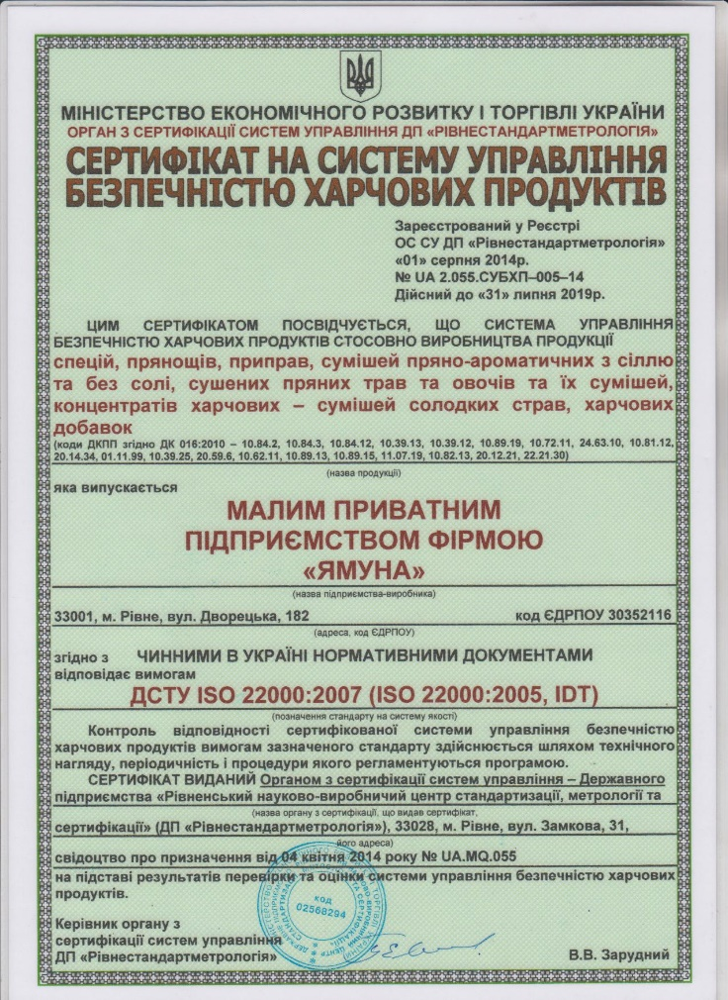 МІНІСТЕРСТВО ЕКОНОМІЧНОГО РОЗВИТКУ І ТОРГІВЛІ УКРАЇНИ
ОРГАН З СЕРТИФІКАЦІЇ СИСТЕМ УПРАВЛІННЯ ДП «РІВНЕСТАНДАРТМЕТРОЛОГІЯ»
СЕРТИФІКАТ НА СИСТЕМУ УПРАВЛІННЯ
БЕЗПЕЧНІСТЮ ХАРЧОВИХ ПРОДУКТІВ
Зареєстрований у Реєстрі
ОС СУ ДП «Рівнестандартметрологія»
«01» серпня 2014р.
№ UA 2.055.СУБХП–005–14
Дійсний до «31» липня 2019р.
ЦИМ СЕРТИФІКАТОМ ПОСВІДЧУЄТЬСЯ, ЩО СИСТЕМА УПРАВЛІННЯ
БЕЗПЕЧНІСТЮ ХАРЧОВИХ ПРОДУКТІВ СТОСОВНО ВИРОБНИЦТВА ПРОДУКЦІЇ
спецій, прянощів, приправ, сумішей пряно-ароматичних з сіллю
та без солі, сушених пряних трав та овочів та їх сумішей,
концентратів харчових – сумішей солодких страв, харчових
добавок
(коди ДКПП згідно ДК 016:2010 – 10.84.2, 10.84.3, 10.84.12, 10.39.13, 10.39.12, 10.89.19, 10.72.11, 24.63.10, 10.81.12,
20.14.34, 01.11.99, 10.39.25, 20.59.6, 10.62.11, 10.89.13, 10.89.15, 11.07.19, 10.82.13, 20.12.21, 22.21.30)
(назва продукції)
яка випускається
МАЛИМ ПРИВАТНИМ
ПІДПРИЄМСТВОМ ФІРМОЮ
«ЯМУНА»
(назва підприємства-виробника)
33001, м. Рівне, вул. Дворецька, 182 код ЄДРПОУ 30352116
(адреса, код ЄДРПОУ)
згідно з ЧИННИМИ В УКРАЇНІ НОРМАТИВНИМИ ДОКУМЕНТАМИ
відповідає вимогам
ДСТУ ISO 22000:2007 (ISO 22000:2005, IDT)
(позначення стандарту на систему якості)
Контроль відповідності сертифікованої системи управління безпечністю
харчових продуктів вимогам зазначеного стандарту здійснюється шляхом технічного
нагляду, періодичність і процедури якого регламентуються програмою.
СЕРТИФІКАТ ВИДАНИЙ Органом з сертифікації систем управління – Державного
підприємства «Рівненський науково-виробничий центр стандартизації, метрології та
(назва органу з сертифікації, що видав сертифікат,
сертифікації» (ДП «Рівнестандартметрологія»), 33028, м. Рівне, вул. Замкова, 31,
його адреса)
свідоцтво про призначення від 04 квітня 2014 року № UA.MQ.055
на підставі результатів перевірки та оцінки системи управління безпечністю харчових
продуктів.
код
02568294
Керівник органу з
сертифікації систем управління
ДП «Рівнестандартметрологія» В.В. Зарудний